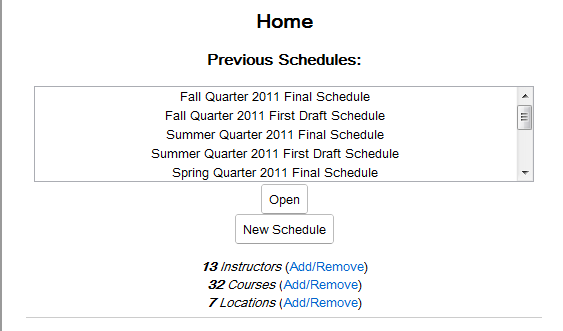 Home
Previous Schedules:
Fall Quarter 2011 Final Schedule
Fall Quarter 2011 First Draft Schedule
Summer Quarter 2011 Final Schedule
Summer Quarter 2011 First Draft Schedule
Spring Quarter 2011 Final Schedule
Open
New Schedule
13 Instructors (Add/Remove)
32 Courses (Add/Remove)
7 Locations (Add/Remove)